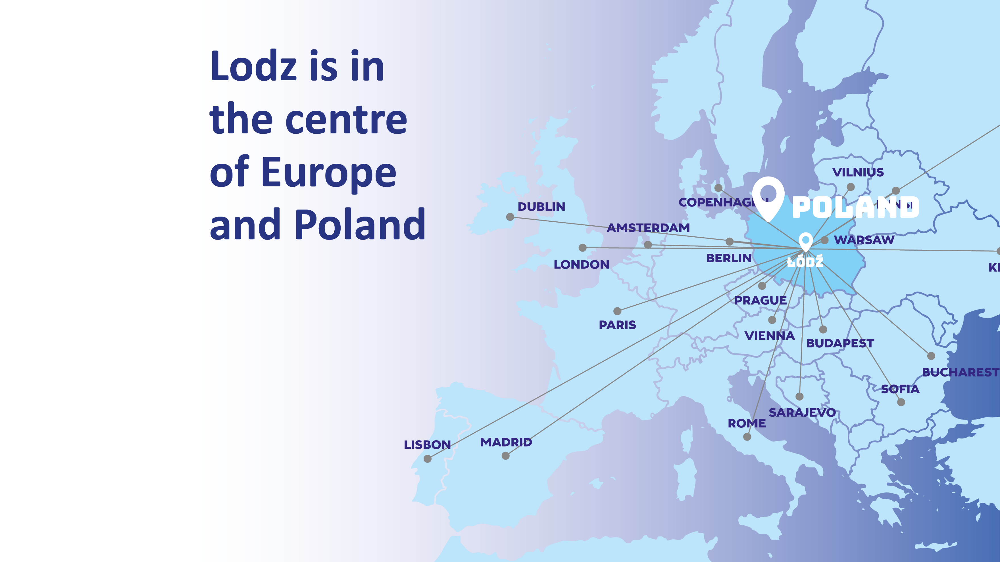 Lodz is in
the centre
of Europe
and Poland
VILNIUS
POLAND
COPENHAGEN
DUBLIN
AMSTERDAM
WARSAW
BERLIN
ŁÓDŹ
LONDON
PRAGUE
PARIS
VIENNA
BUDAPEST
BUCHAREST
SOFIA
SARAJEVO
ROME
MADRID
LISBON